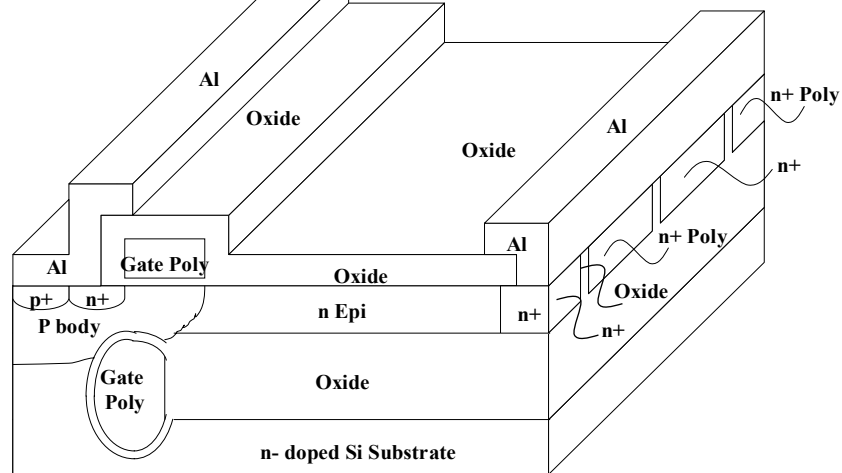 Al
Oxide
n+ Poly
Al
Oxide
n+
n+ Poly
Al
Al
Gate Poly
Oxide
Oxide
p+
n+
n Epi
n+
n+
P body
Gate
Poly
Oxide
n- doped Si Substrate